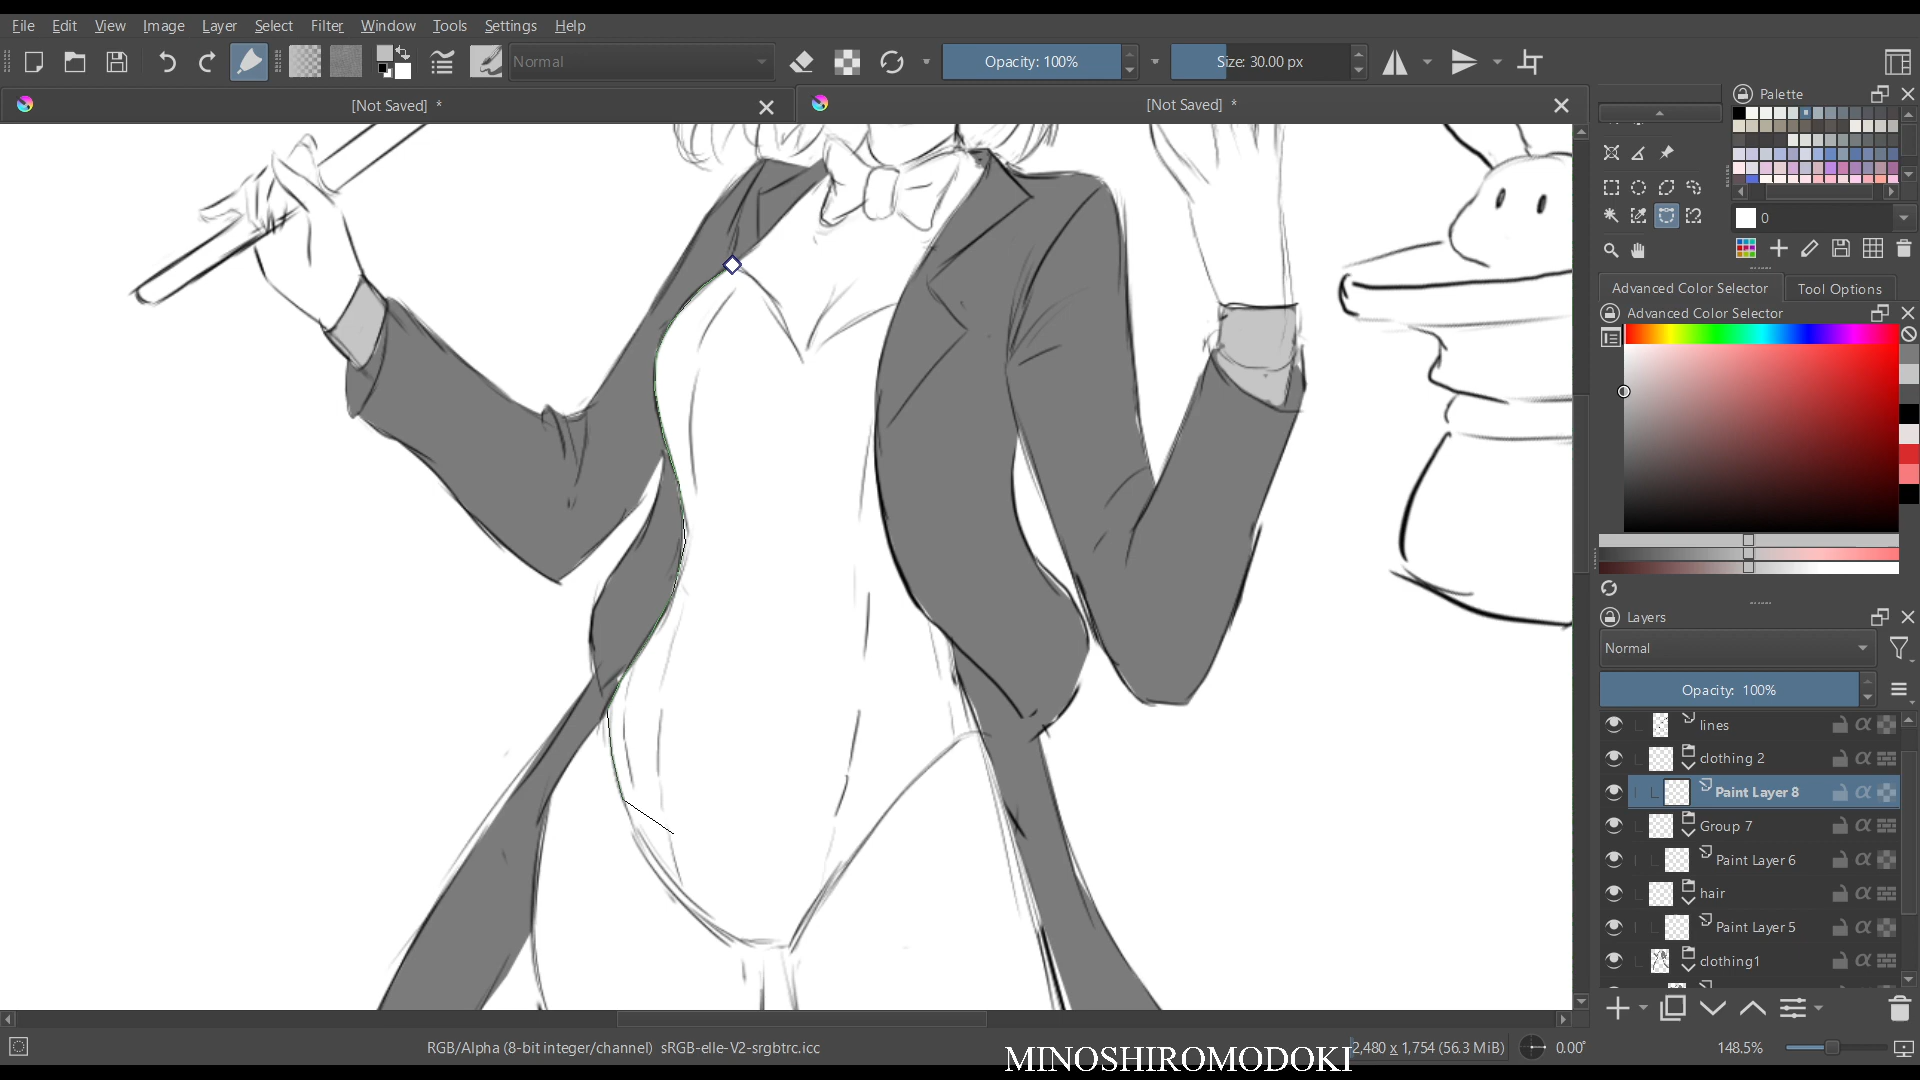 File Edit View Image Layer Select Filter Tools Window Settings Help
Normal
Opacity: 100%
Size: 30.00 px
[Not Saved] *
[Not Saved] *
Palette
0
Advanced Color Selector
Tool Options
Advanced Color Selector
Layers
Normal
Opacity: 100%
lines
clothing 2
Paint Layer 8
Group 7
Paint Layer 6
hair
Paint Layer 5
clothing1
RGB/Alpha (8-bit integer/channel) sRGB-elle-V2-srgbtrc.icc
MINOSHIROMODOKI
2,480 x 1,754 (56.3 MiB)
0.00°
148.5%